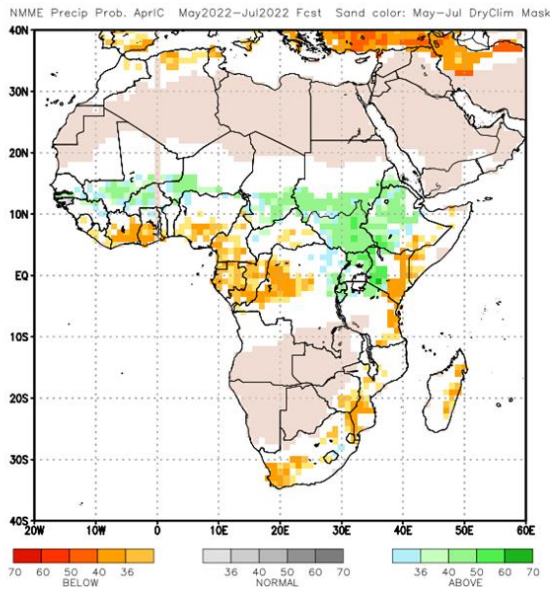 NMME Precip Prob. AprIC May2022-Jul2022 Fcst Sand color: May-Jul DryClim Mask
40N
30N
20N
10N
EQ
10S
20S
30S
40S
20W 10W 0 10E 20E 30E 40E 50E 60E
70 60 50 40 36 36 40 50 60 70 36 40 50 60 70
BELOW NORMAL ABOVE